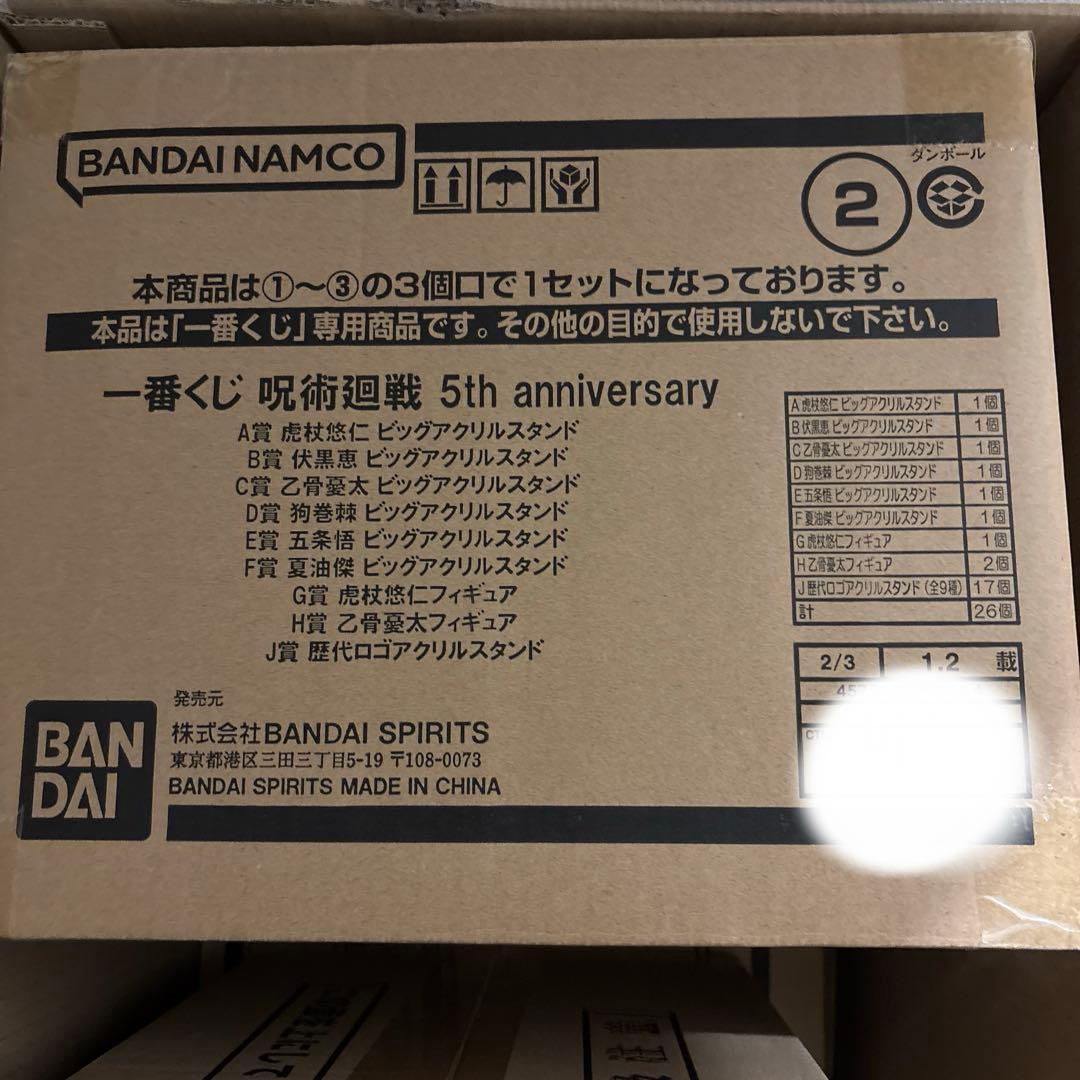 BANDAI NAMCO
ダンボール
2
本商品は①〜③の3個口で1セットになっております。
本品は「一番くじ」専用商品です。その他の目的で使用しないで下さい。
一番くじ 呪術廻戦 5th anniversary
A賞 虎杖悠仁 ビッグアクリルスタンド
B賞 伏黒恵 ビッグアクリルスタンド
C賞 乙骨憂太 ビッグアクリルスタンド
D賞 狗巻棘 ビッグアクリルスタンド
E賞 五条悟 ビッグアクリルスタンド
F賞 夏油傑 ビッグアクリルスタンド
G賞 虎杖悠仁フィギュア
H賞 乙骨憂太フィギュア
J賞 歴代ロゴアクリルスタンド
A 虎杖悠仁 ビッグアクリルスタンド 1個
B 伏黒恵 ビッグアクリルスタンド 1個
C 乙骨憂太 ビッグアクリルスタンド 1個
D 狗巻棘 ビッグアクリルスタンド 1個
E 五条悟 ビッグアクリルスタンド 1個
F 夏油傑 ビッグアクリルスタンド 1個
G 虎杖悠仁フィギュア 1個
H 乙骨憂太フィギュア 2個
J 歴代ロゴアクリルスタンド (全9種) 17個
計 26個
2/3 1.2 載
発売元
株式会社BANDAI SPIRITS
東京都港区三田三丁目5-19 〒108-0073
BANDAI SPIRITS MADE IN CHINA
BAN
DAI